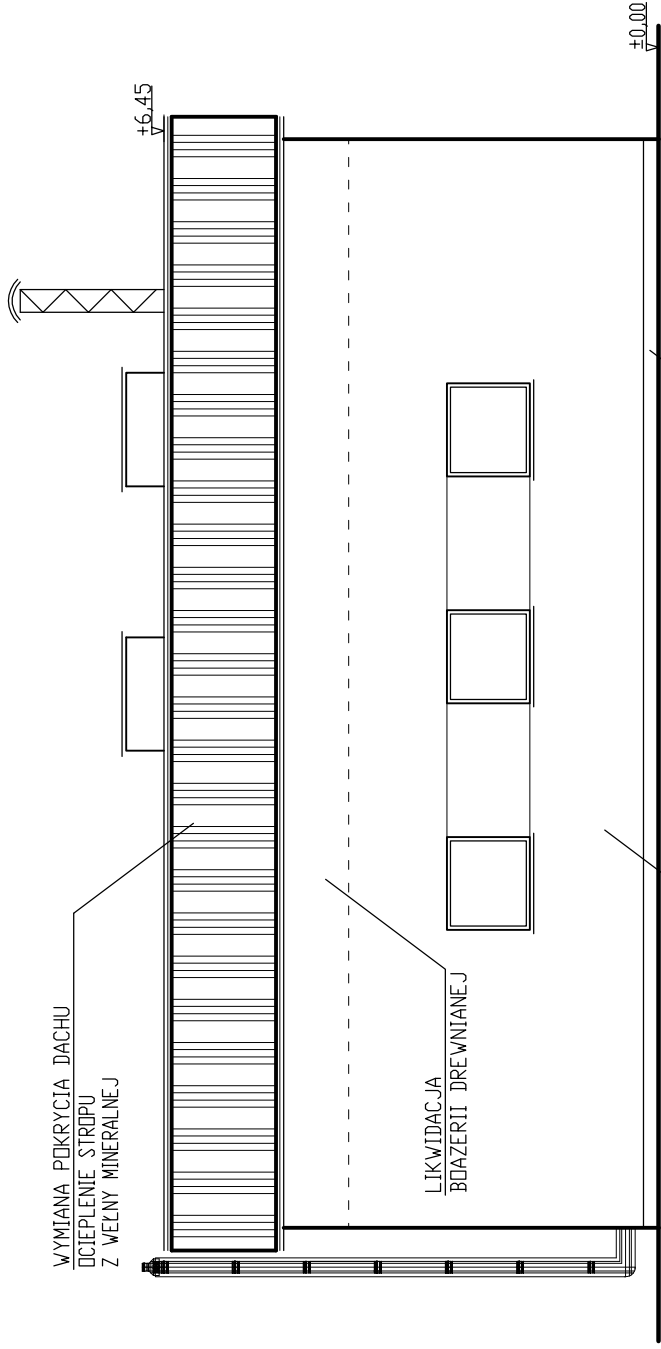 WYMIANA POKRYCIA DACHU
OCIEPLENIE STROPU
Z WEŁNY MINERALNEJ
+6,45
LIKWIDACJA
BOAZERII DREWNIANEJ
±0,00